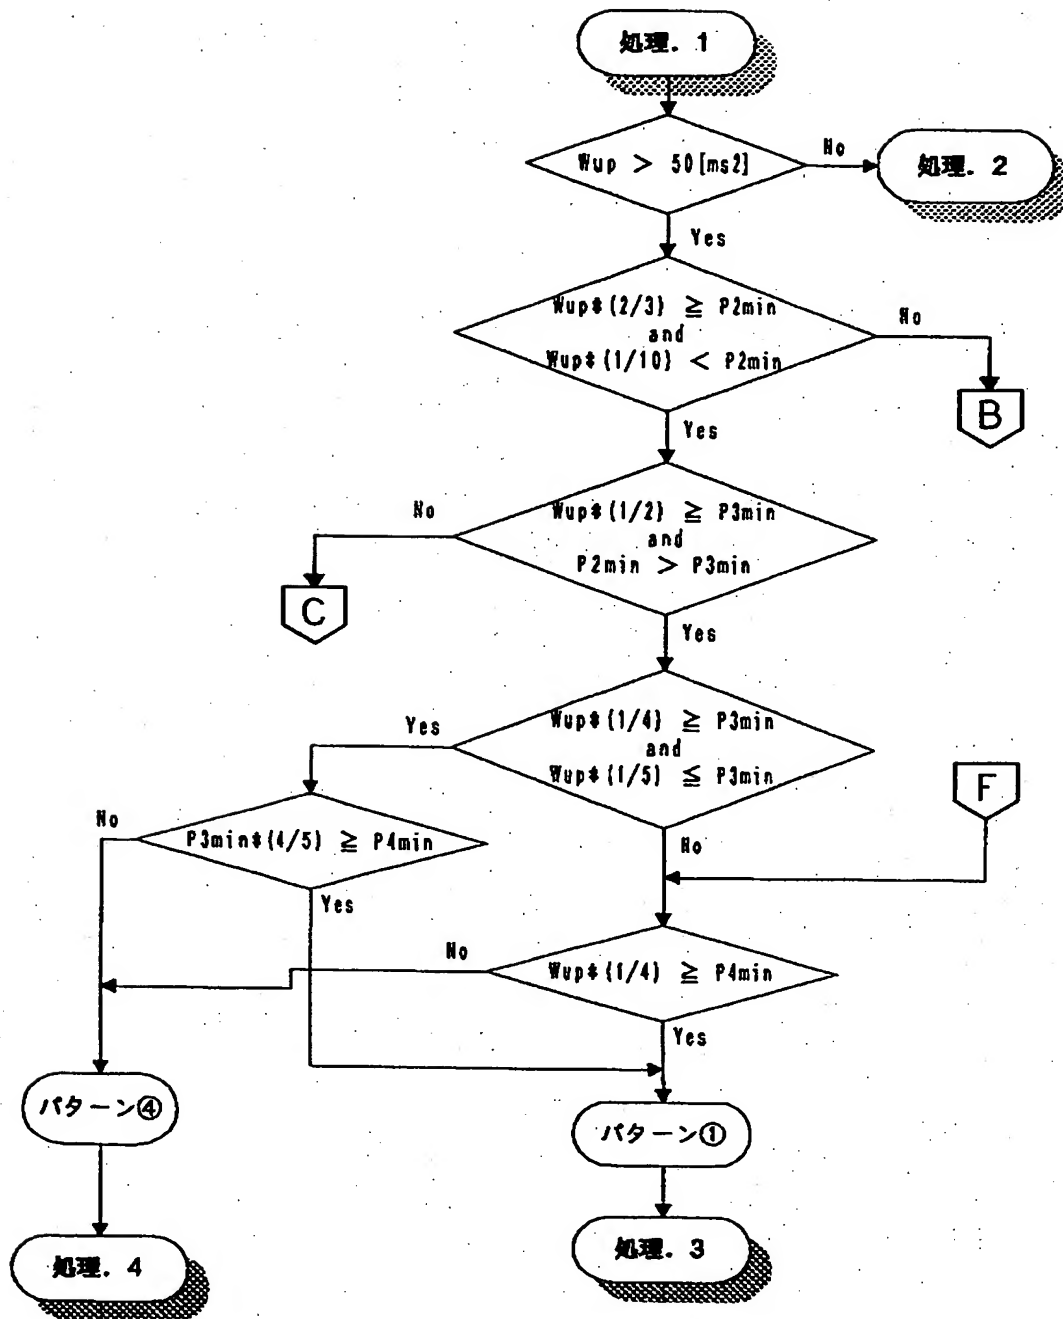 処理. 1
Wup > 50[ms2]
No
処理. 2
Yes
Wup*(2/3) ≧ P2min
and
Wup*(1/10) < P2min
No
B
Yes
No
Wup*(1/2) ≧ P3min
and
P2min > P3min
C
Yes
Yes
Wup*(1/4) ≧ P3min
and
Wup*(1/5) ≦ P3min
F
No
P3min*(4/5) ≧ P4min
No
Yes
No
Wup*(1/4) ≧ P4min
Yes
パターン④
パターン①
処理. 4
処理. 3